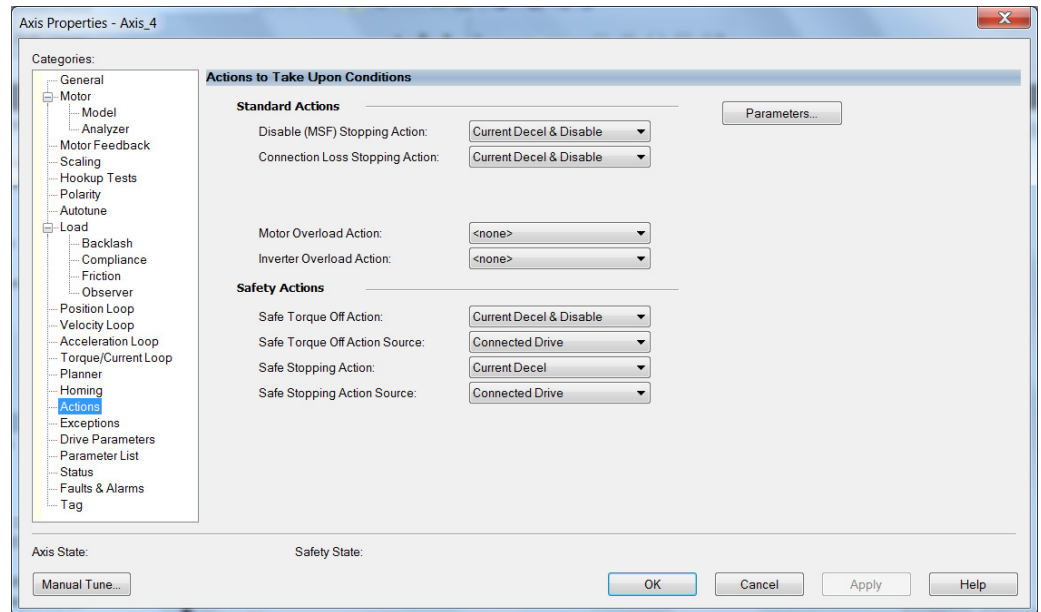 Axis Properties - Axis_4
Categories:
General
Motor
Model
Analyzer
Motor Feedback
Scaling
Hookup Tests
Polarity
Autotune
Load
Backlash
Compliance
Friction
Observer
Position Loop
Velocity Loop
Acceleration Loop
Torque/Current Loop
Planner
Homing
Actions
Exceptions
Drive Parameters
Parameter List
Status
Faults & Alarms
Tag
Actions to Take Upon Conditions
Standard Actions
Parameters...
Disable (MSF) Stopping Action: Current Decel & Disable
Connection Loss Stopping Action: Current Decel & Disable
Motor Overload Action: <none>
Inverter Overload Action: <none>
Safety Actions
Safe Torque Off Action: Current Decel & Disable
Safe Torque Off Action Source: Connected Drive
Safe Stopping Action: Current Decel
Safe Stopping Action Source: Connected Drive
Axis State: Safety State:
Manual Tune... OK Cancel Apply Help